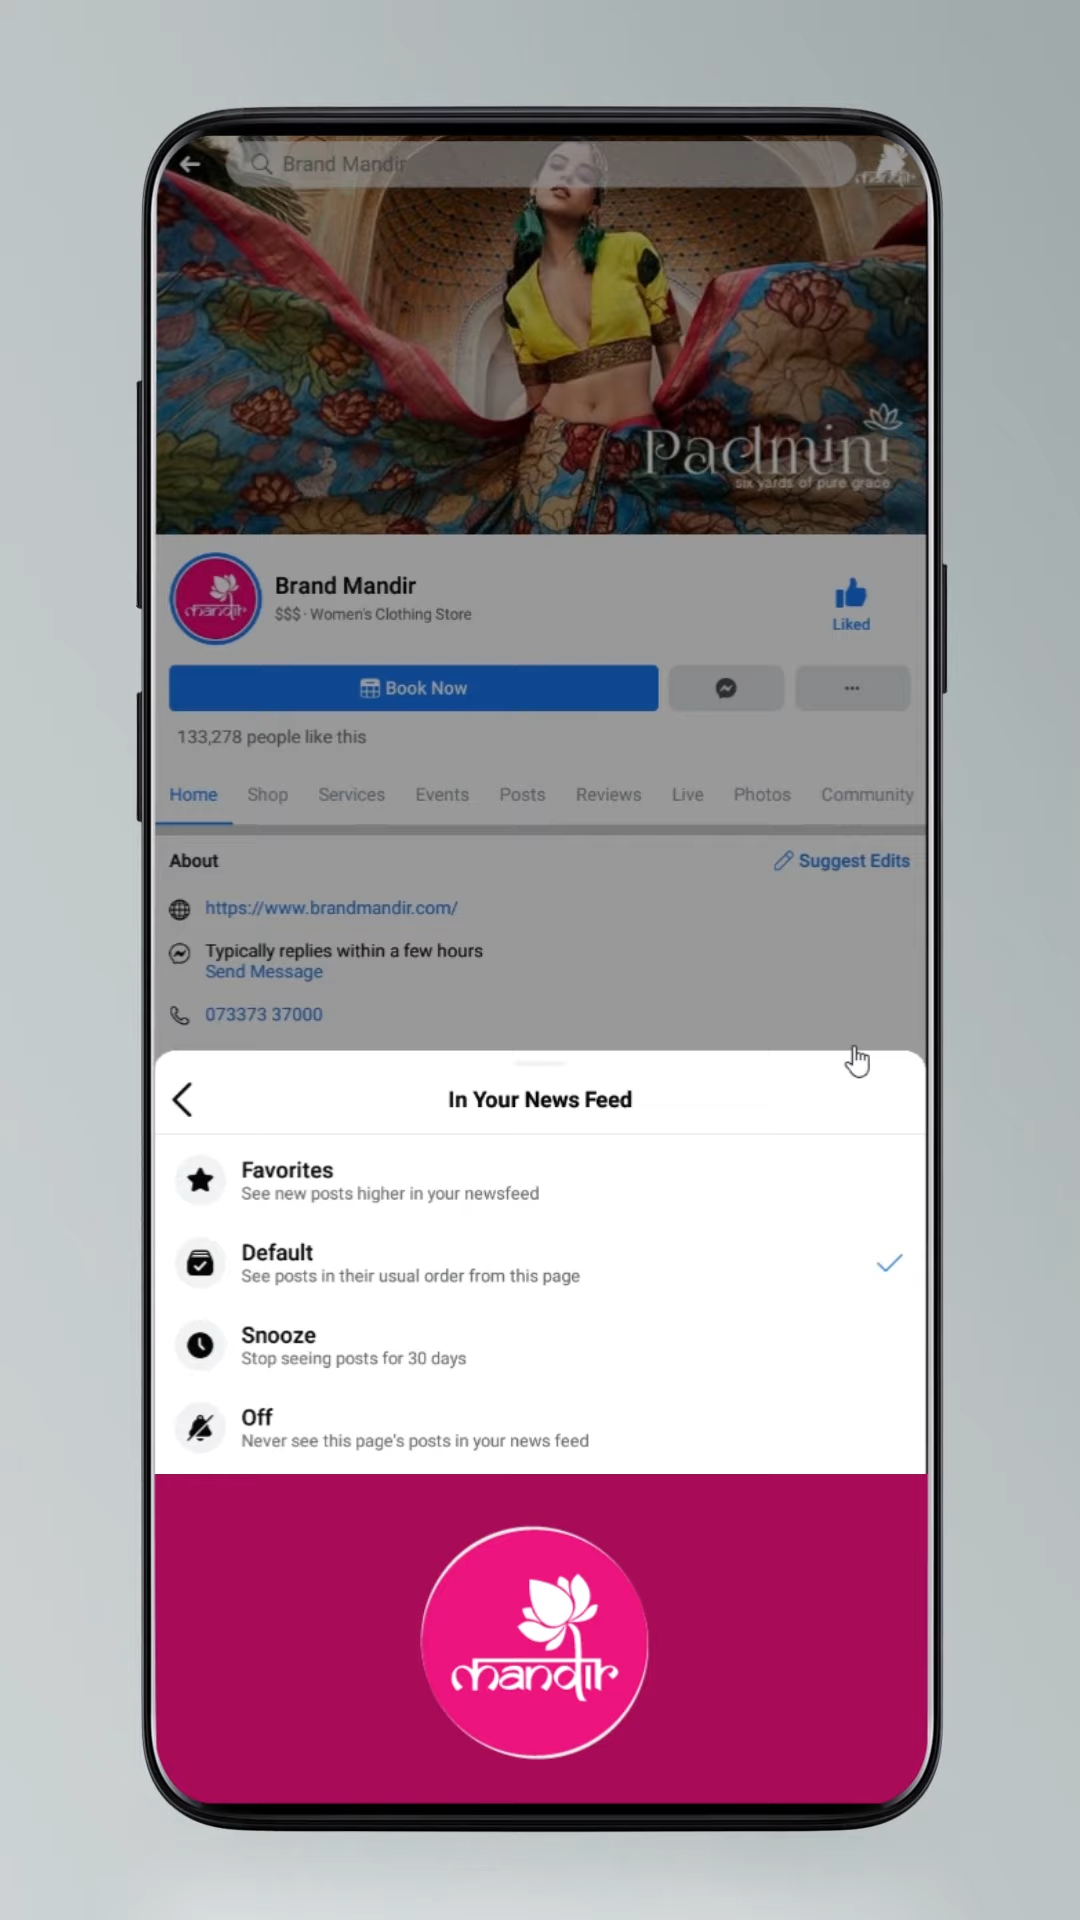 Brand Mandir
mandir
Padmini
six yards of pure grace
mandir
Brand Mandir
$$$ · Women's Clothing Store
Liked
Book Now
...
133,278 people like this
Home Shop Services Events Posts Reviews Live Photos Community
About
Suggest Edits
https://www.brandmandir.com/
Typically replies within a few hours
Send Message
073373 37000
In Your News Feed
Favorites
See new posts higher in your newsfeed
Default
See posts in their usual order from this page
Snooze
Stop seeing posts for 30 days
Off
Never see this page's posts in your news feed
mandir